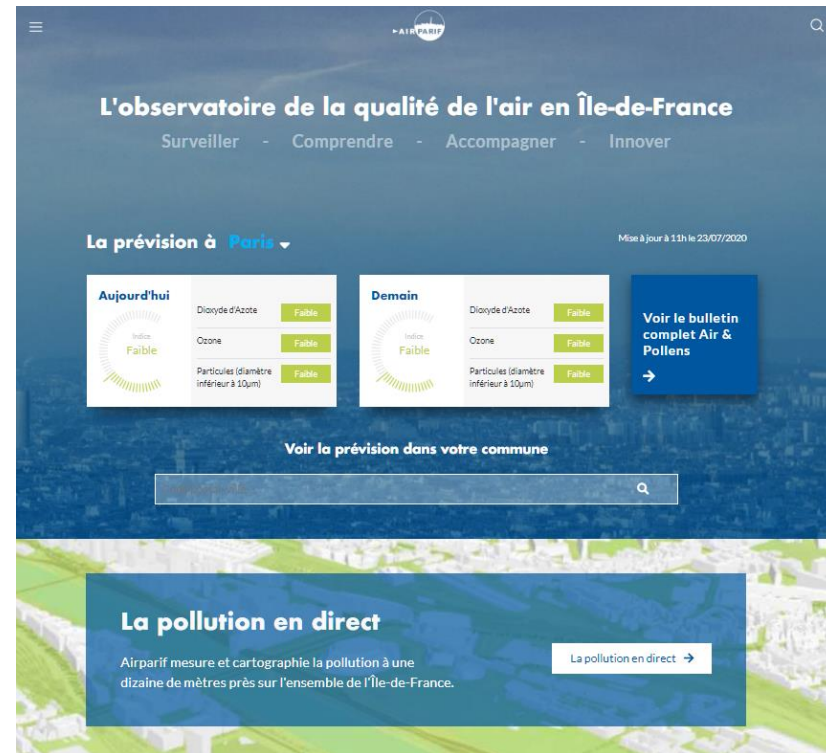 AIRPARIF
L'observatoire de la qualité de l'air en Île-de-France
Surveiller - Comprendre - Accompagner - Innover
La prévision à Paris
Mise à jour à 11h le 23/07/2020
Aujourd'hui
Indice
Faible
Dioxyde d'Azote Faible
Ozone Faible
Particules (diamètre
inférieur à 10µm) Faible
Demain
Indice
Faible
Dioxyde d'Azote Faible
Ozone Faible
Particules (diamètre
inférieur à 10µm) Faible
Voir le bulletin
complet Air &
Pollens
Voir la prévision dans votre commune
La pollution en direct
Airparif mesure et cartographie la pollution à une
dizaine de mètres près sur l'ensemble de l'Île-de-France.
La pollution en direct